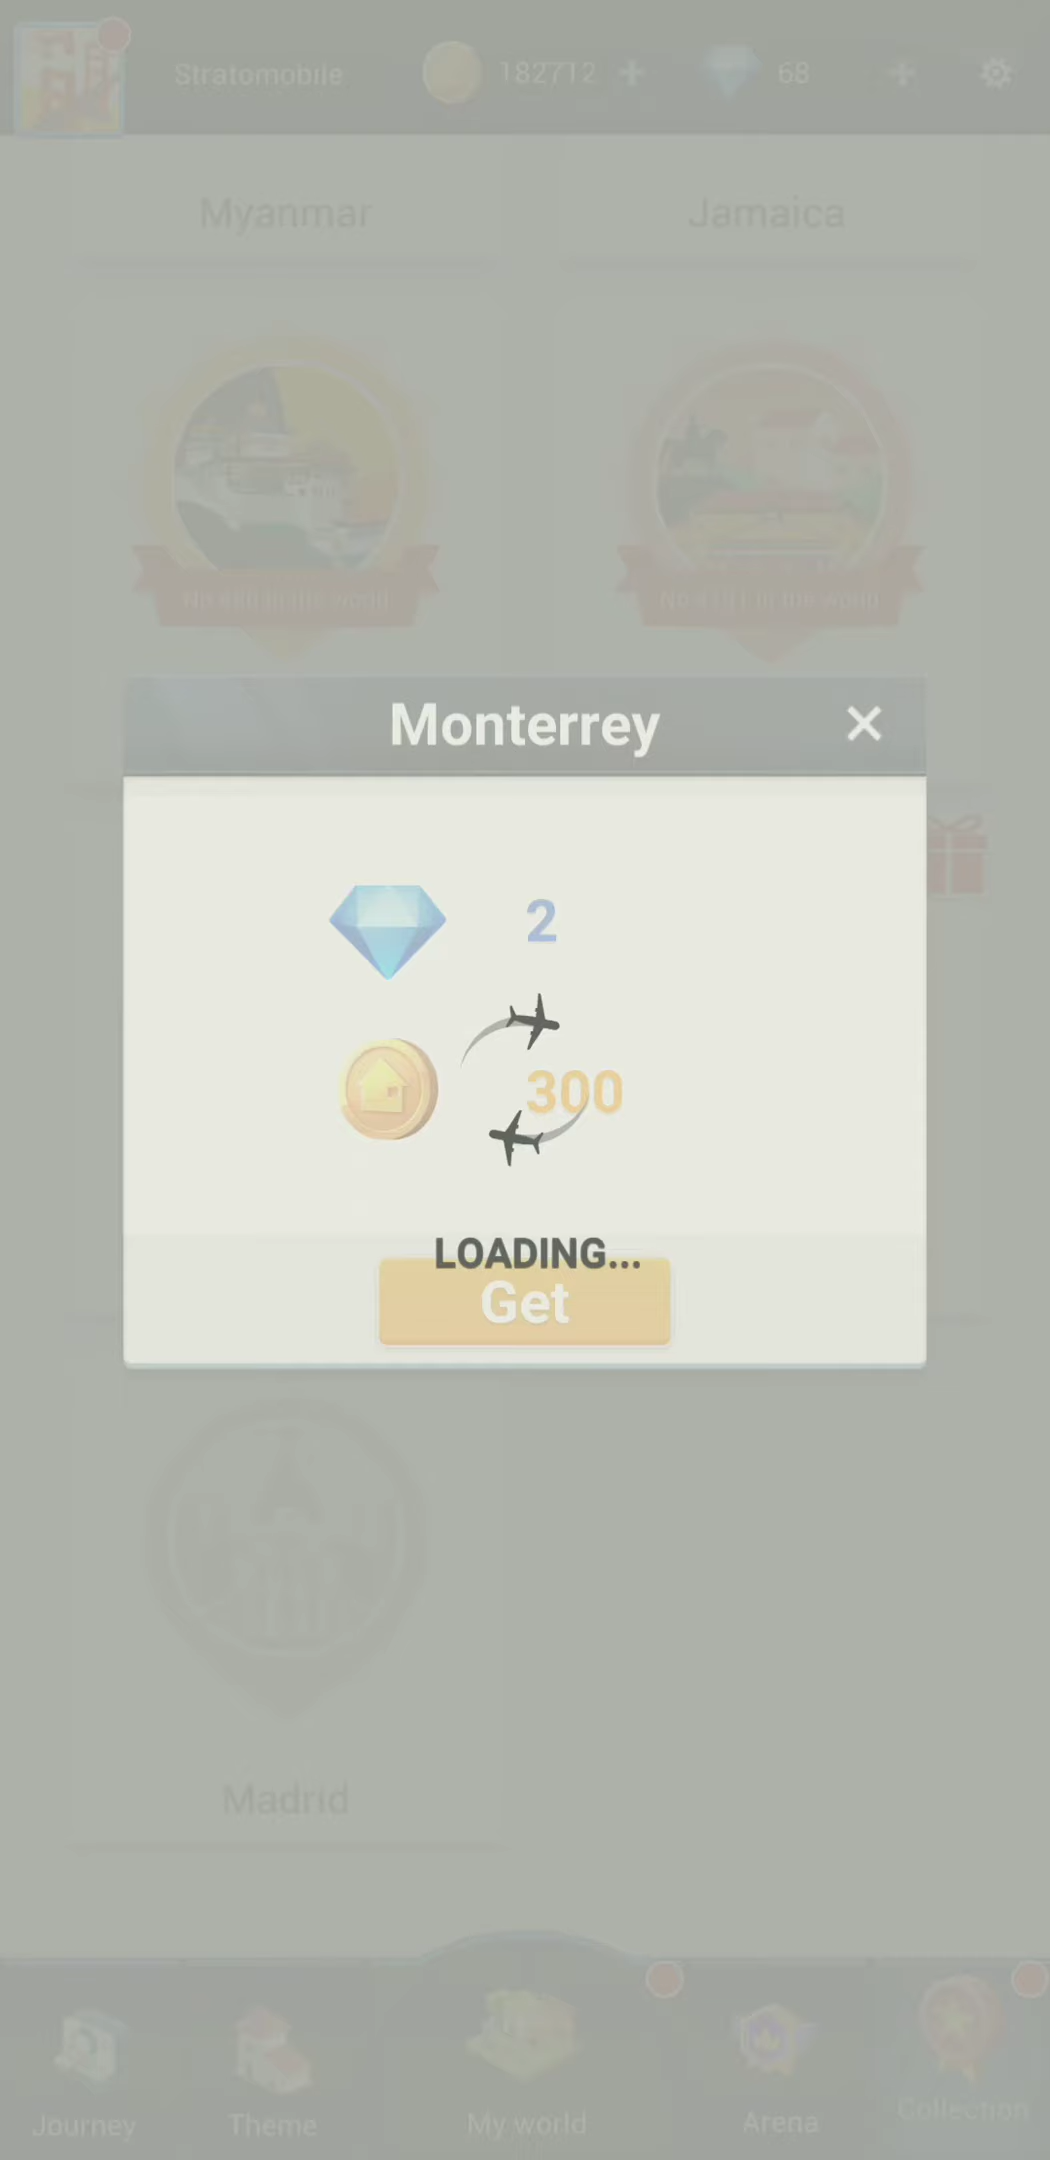 Stratomobile 182712 + 68 +
Myanmar Jamaica
Monterrey
2
300
LOADING...
Get
Madrid
Journey Theme My world Arena Collection